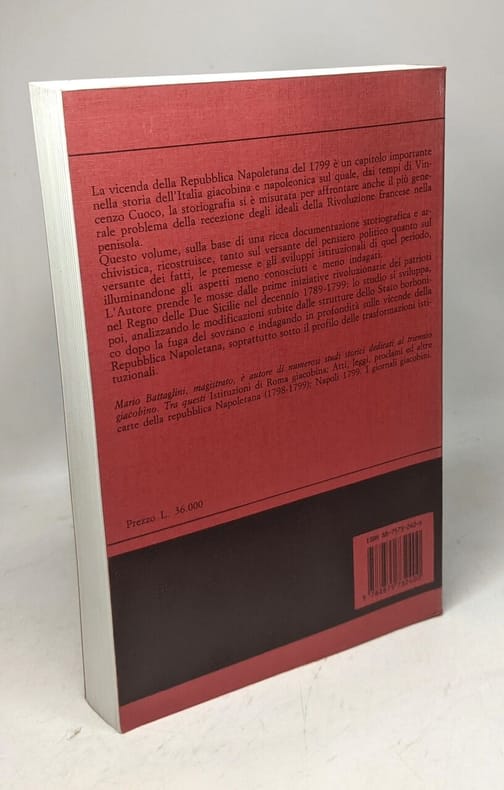 La vicenda della Repubblica Napoletana del 1799 è un capitolo importante
nella storia dell'Italia giacobina e napoleonica sul quale, dai tempi di Vin-
cenzo Cuoco, la storiografia si è misurata per affrontare anche il più gene-
rale problema della recezione degli ideali della Rivoluzione francese nella
penisola.
Questo volume, sulla base di una ricca documentazione storiografica e ar-
chivistica, ricostruisce, tanto sul versante del pensiero politico quanto sul
versante dei fatti, le premesse e gli sviluppi istituzionali di quel periodo,
illuminandone gli aspetti meno conosciuti e meno indagati.
L'Autore prende le mosse dalle prime iniziative rivoluzionarie dei patrioti
nel Regno delle Due Sicilie nel decennio 1789-1799: lo studio si sviluppa,
poi, analizzando le modificazioni subite dalle strutture dello Stato borboni-
co dopo la fuga del sovrano e indagando in profondità sulle vicende della
Repubblica Napoletana, soprattutto sotto il profilo delle trasformazioni isti-
tuzionali.
Mario Battaglini, magistrato, è autore di numerosi studi storici dedicati al triennio
giacobino. Tra questi Istituzioni di Roma giacobina; Atti, leggi, proclami ed altre
carte della repubblica Napoletana (1798-1799); Napoli 1799. I giornali giacobini.
Prezzo L. 36.000
ISBN 88-7575-242-